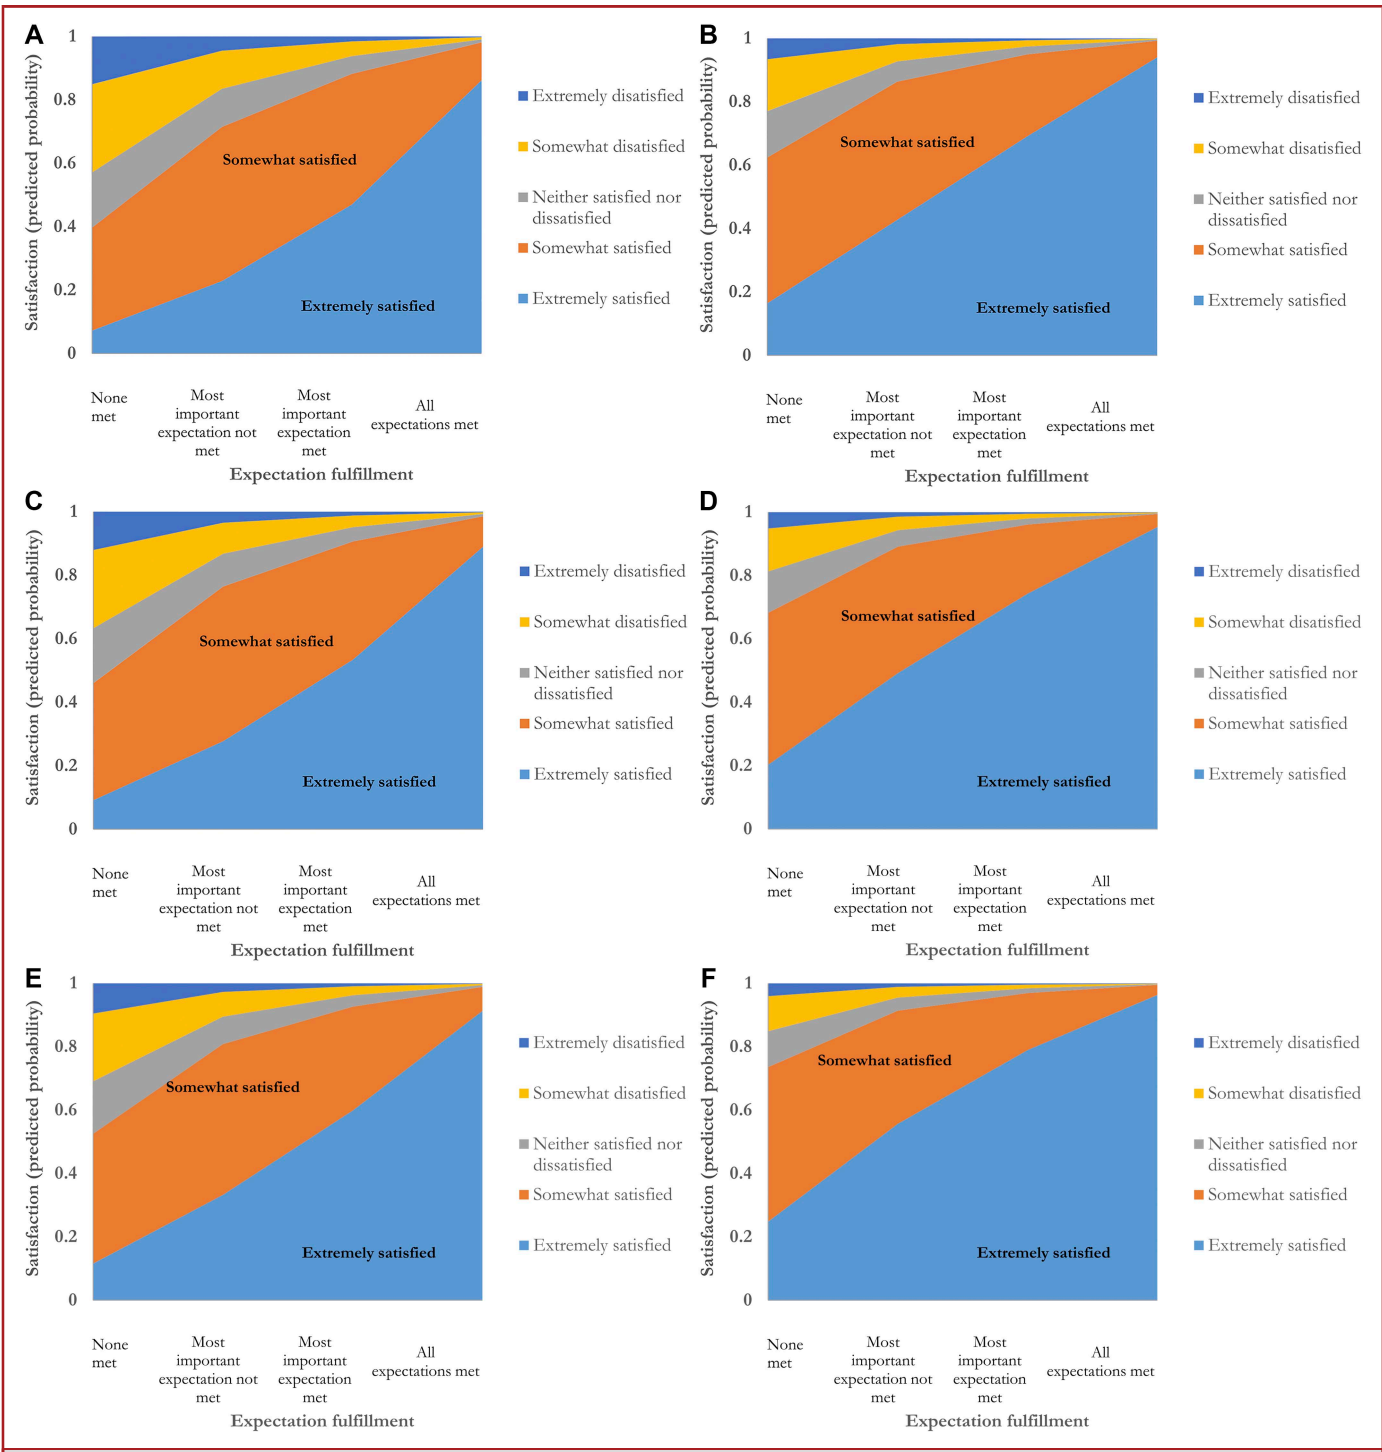 A
Satisfaction (predicted probability)
1
0.8
0.6
0.4
0.2
0
Somewhat satisfied
Extremely satisfied
Extremely disatisfied
Somewhat disatisfied
Neither satisfied nor
dissatisfied
Somewhat satisfied
Extremely satisfied
None
met
Most
important
expectation not
met
Most
important
expectation
met
All
expectations met
Expectation fulfillment
B
Satisfaction (predicted probability)
1
0.8
0.6
0.4
0.2
0
Somewhat satisfied
Extremely satisfied
Extremely disatisfied
Somewhat disatisfied
Neither satisfied nor
dissatisfied
Somewhat satisfied
Extremely satisfied
None
met
Most
important
expectation not
met
Most
important
expectation
met
All
expectations met
Expectation fulfillment
C
Satisfaction (predicted probability)
1
0.8
0.6
0.4
0.2
0
Somewhat satisfied
Extremely satisfied
Extremely disatisfied
Somewhat disatisfied
Neither satisfied nor
dissatisfied
Somewhat satisfied
Extremely satisfied
None
met
Most
important
expectation not
met
Most
important
expectation
met
All
expectations met
Expectation fulfillment
D
Satisfaction (predicted probability)
1
0.8
0.6
0.4
0.2
0
Somewhat satisfied
Extremely satisfied
Extremely disatisfied
Somewhat disatisfied
Neither satisfied nor
dissatisfied
Somewhat satisfied
Extremely satisfied
None
met
Most
important
expectation not
met
Most
important
expectation
met
All
expectations met
Expectation fulfillment
E
Satisfaction (predicted probability)
1
0.8
0.6
0.4
0.2
0
Somewhat satisfied
Extremely satisfied
Extremely disatisfied
Somewhat disatisfied
Neither satisfied nor
dissatisfied
Somewhat satisfied
Extremely satisfied
None
met
Most
important
expectation not
met
Most
important
expectation
met
All
expectations met
Expectation fulfillment
F
Satisfaction (predicted probability)
1
0.8
0.6
0.4
0.2
0
Somewhat satisfied
Extremely satisfied
Extremely disatisfied
Somewhat disatisfied
Neither satisfied nor
dissatisfied
Somewhat satisfied
Extremely satisfied
None
met
Most
important
expectation not
met
Most
important
expectation
met
All
expectations met
Expectation fulfillment